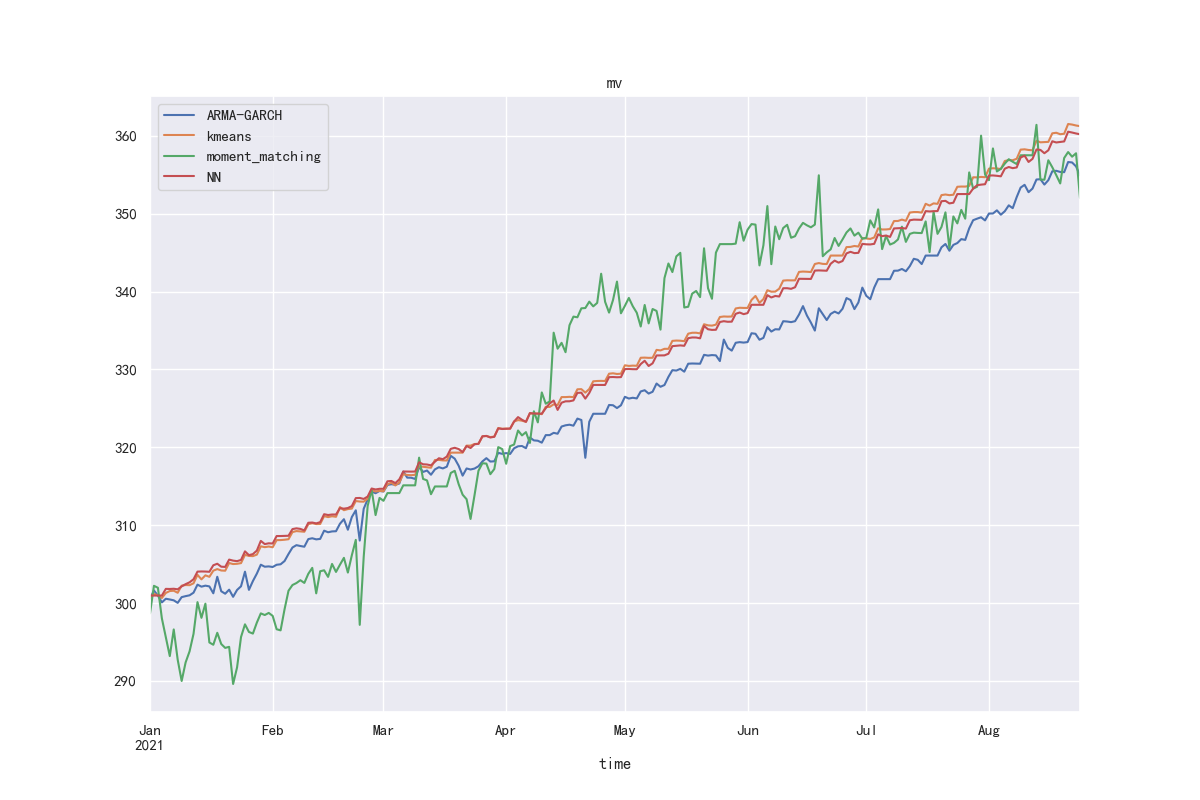 mv
ARMA-GARCH
kmeans
moment_matching
NN
360
350
340
330
320
310
300
290
Jan Feb Mar Apr May Jun Jul Aug
2021
time